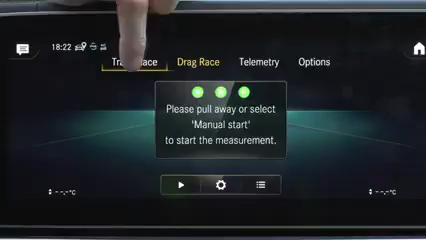 18:22
Drag Race
Telemetry
Options
Please pull away or select
'Manual start'
to start the measurement.
--,-°C
--,-°C